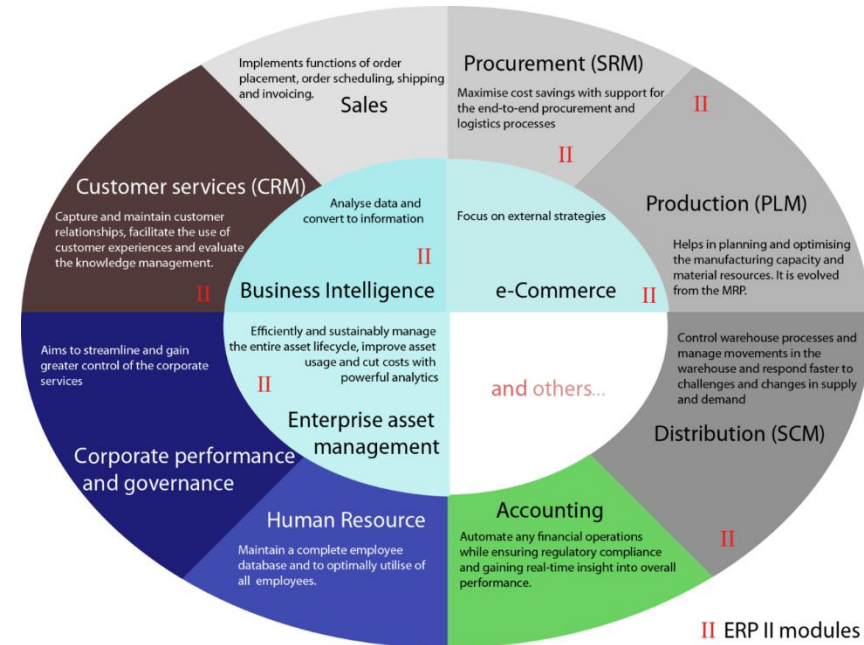 Implements functions of order
placement, order scheduling, shipping
and invoicing.
Sales
Procurement (SRM)
Maximise cost savings with support for
the end-to-end procurement and
logistics processes
II
II
Production (PLM)
Helps in planning and optimising
the manufacturing capacity and
material resources. It is evolved
from the MRP.
Customer services (CRM)
Capture and maintain customer
relationships, facilitate the use of
customer experiences and evaluate
the knowledge management.
II
Analyse data and
convert to information
II
Business Intelligence
Focus on external strategies
e-Commerce
II
Aims to streamline and gain
greater control of the corporate
services
Corporate performance
and governance
Efficiently and sustainably manage
the entire asset lifecycle, improve asset
usage and cut costs with
powerful analytics
II
Enterprise asset
management
and others...
Control warehouse processes and
manage movements in the
warehouse and respond faster to
challenges and changes in supply
and demand
Distribution (SCM)
II
Human Resource
Maintain a complete employee
database and to optimally utilise of
all employees.
Accounting
Automate any financial operations
while ensuring regulatory compliance
and gaining real-time insight into overall
performance.
II ERP II modules